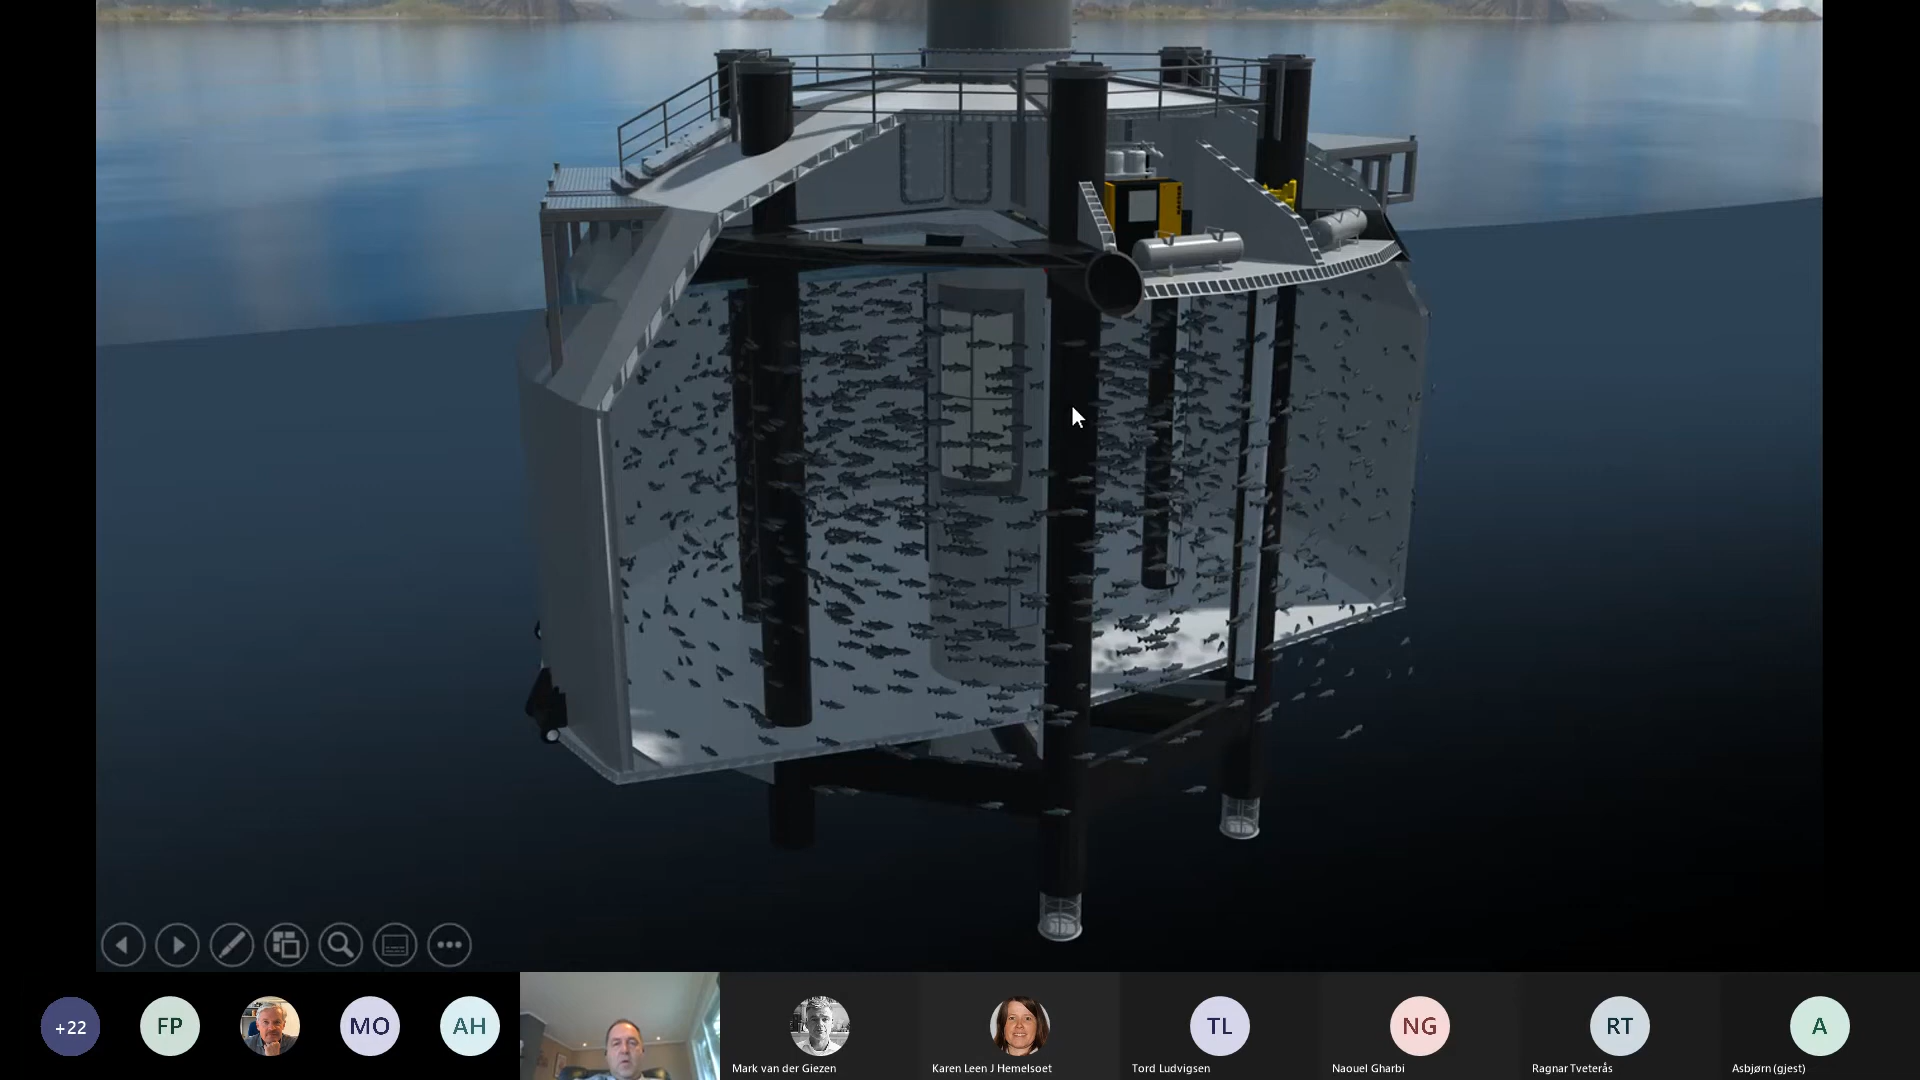 +22
FP
MO
AH
TL
NG
RT
A
Mark van der Giezen
Karen Leen J Hemelsoet
Tord Ludvigsen
Naouel Gharbi
Ragnar Tveterås
Asbjørn (gjest)